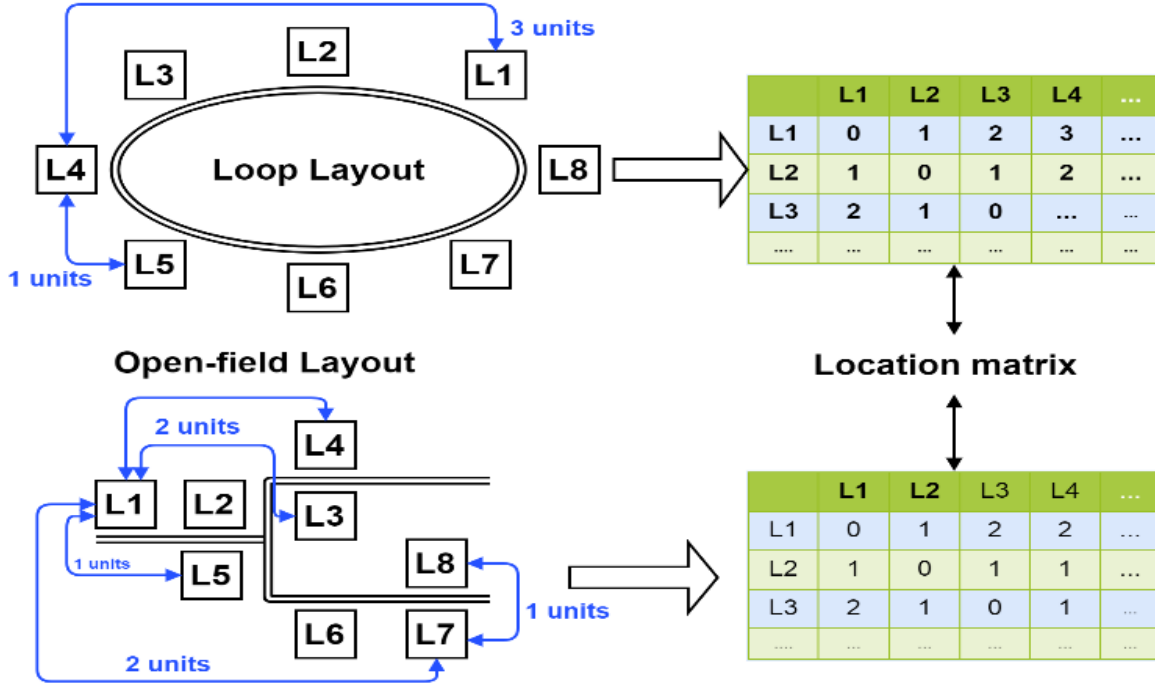 3 units
L2
L3
L1
L4
Loop Layout
L8
L5
L7
1 units
L6
L1 L2 L3 L4 ...
L1 0 1 2 3 ...
L2 1 0 1 2 ...
L3 2 1 0 ... ...
.... ... ... ... ... ...
Open-field Layout
Location matrix
2 units
L4
L1
L2
L3
1 units
L5
L8
1 units
L6
L7
2 units
L1 L2 L3 L4 ...
L1 0 1 2 2 ...
L2 1 0 1 1 ...
L3 2 1 0 1 ...
.... ... ... ... ... ...